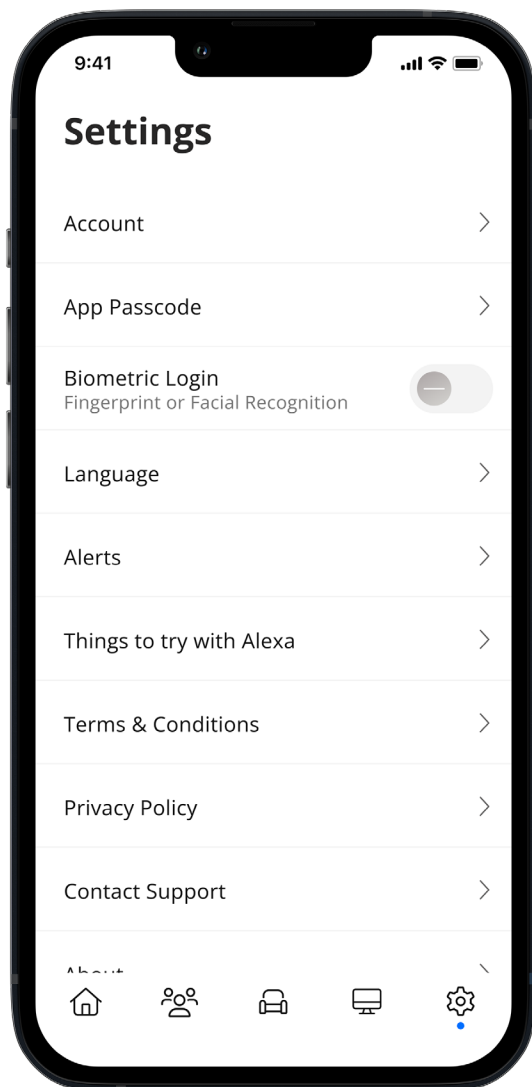 9:41
Settings
Account
App Passcode
Biometric Login
Fingerprint or Facial Recognition
Language
Alerts
Things to try with Alexa
Terms & Conditions
Privacy Policy
Contact Support
About